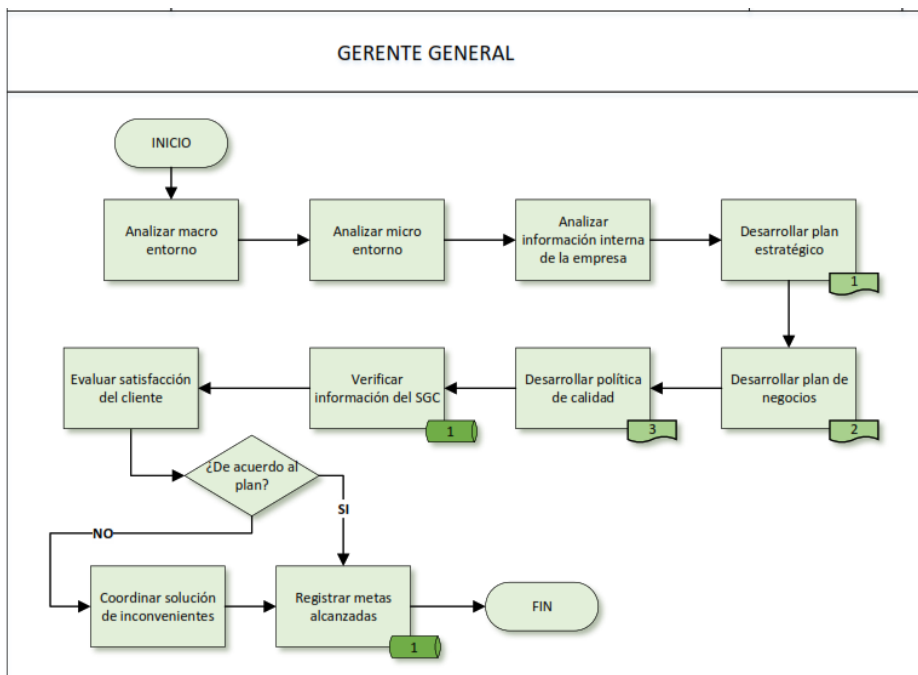 GERENTE GENERAL
INICIO
Analizar macro
entorno
Analizar micro
entorno
Analizar
información interna
de la empresa
Desarrollar plan
estratégico
1
Evaluar satisfacción
del cliente
Verificar
información del SGC
1
Desarrollar política
de calidad
3
Desarrollar plan de
negocios
2
¿De acuerdo al
plan?
SI
NO
Coordinar solución
de inconvenientes
Registrar metas
alcanzadas
1
FIN